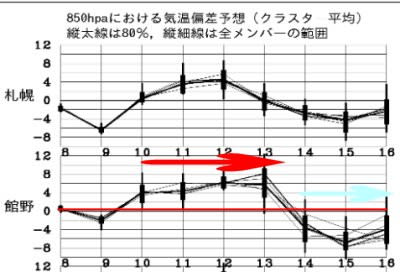 850hpaにおける気温偏差予想（クラスター平均）
縦太線は80%，縦細線は全メンバーの範囲
12
8
4
札幌 0
-4
-8
8 9 10 11 12 13 14 15 16
12
8
4
館野 0
-4
-8
-12
8 9 10 11 12 13 14 15 16